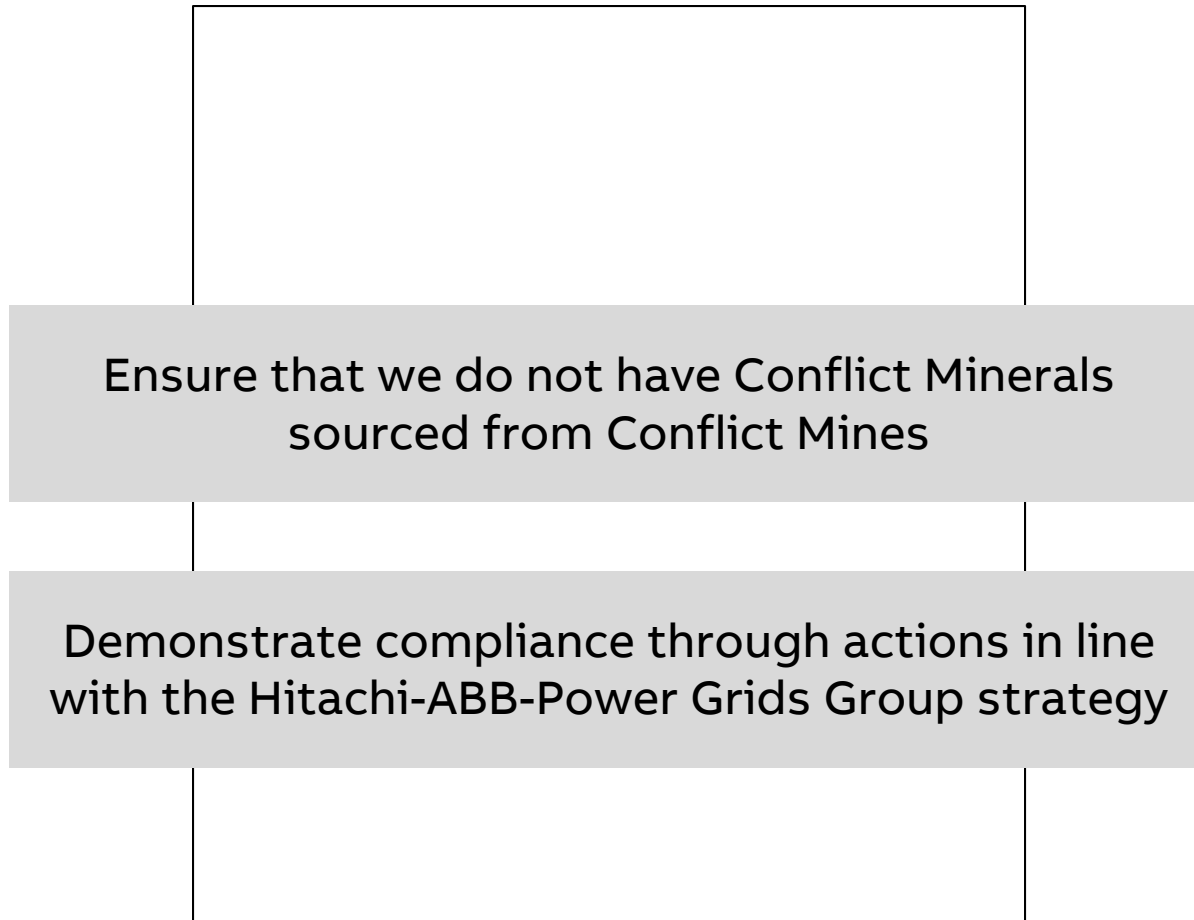 Ensure that we do not have Conflict Minerals
sourced from Conflict Mines
Demonstrate compliance through actions in line
with the Hitachi-ABB-Power Grids Group strategy